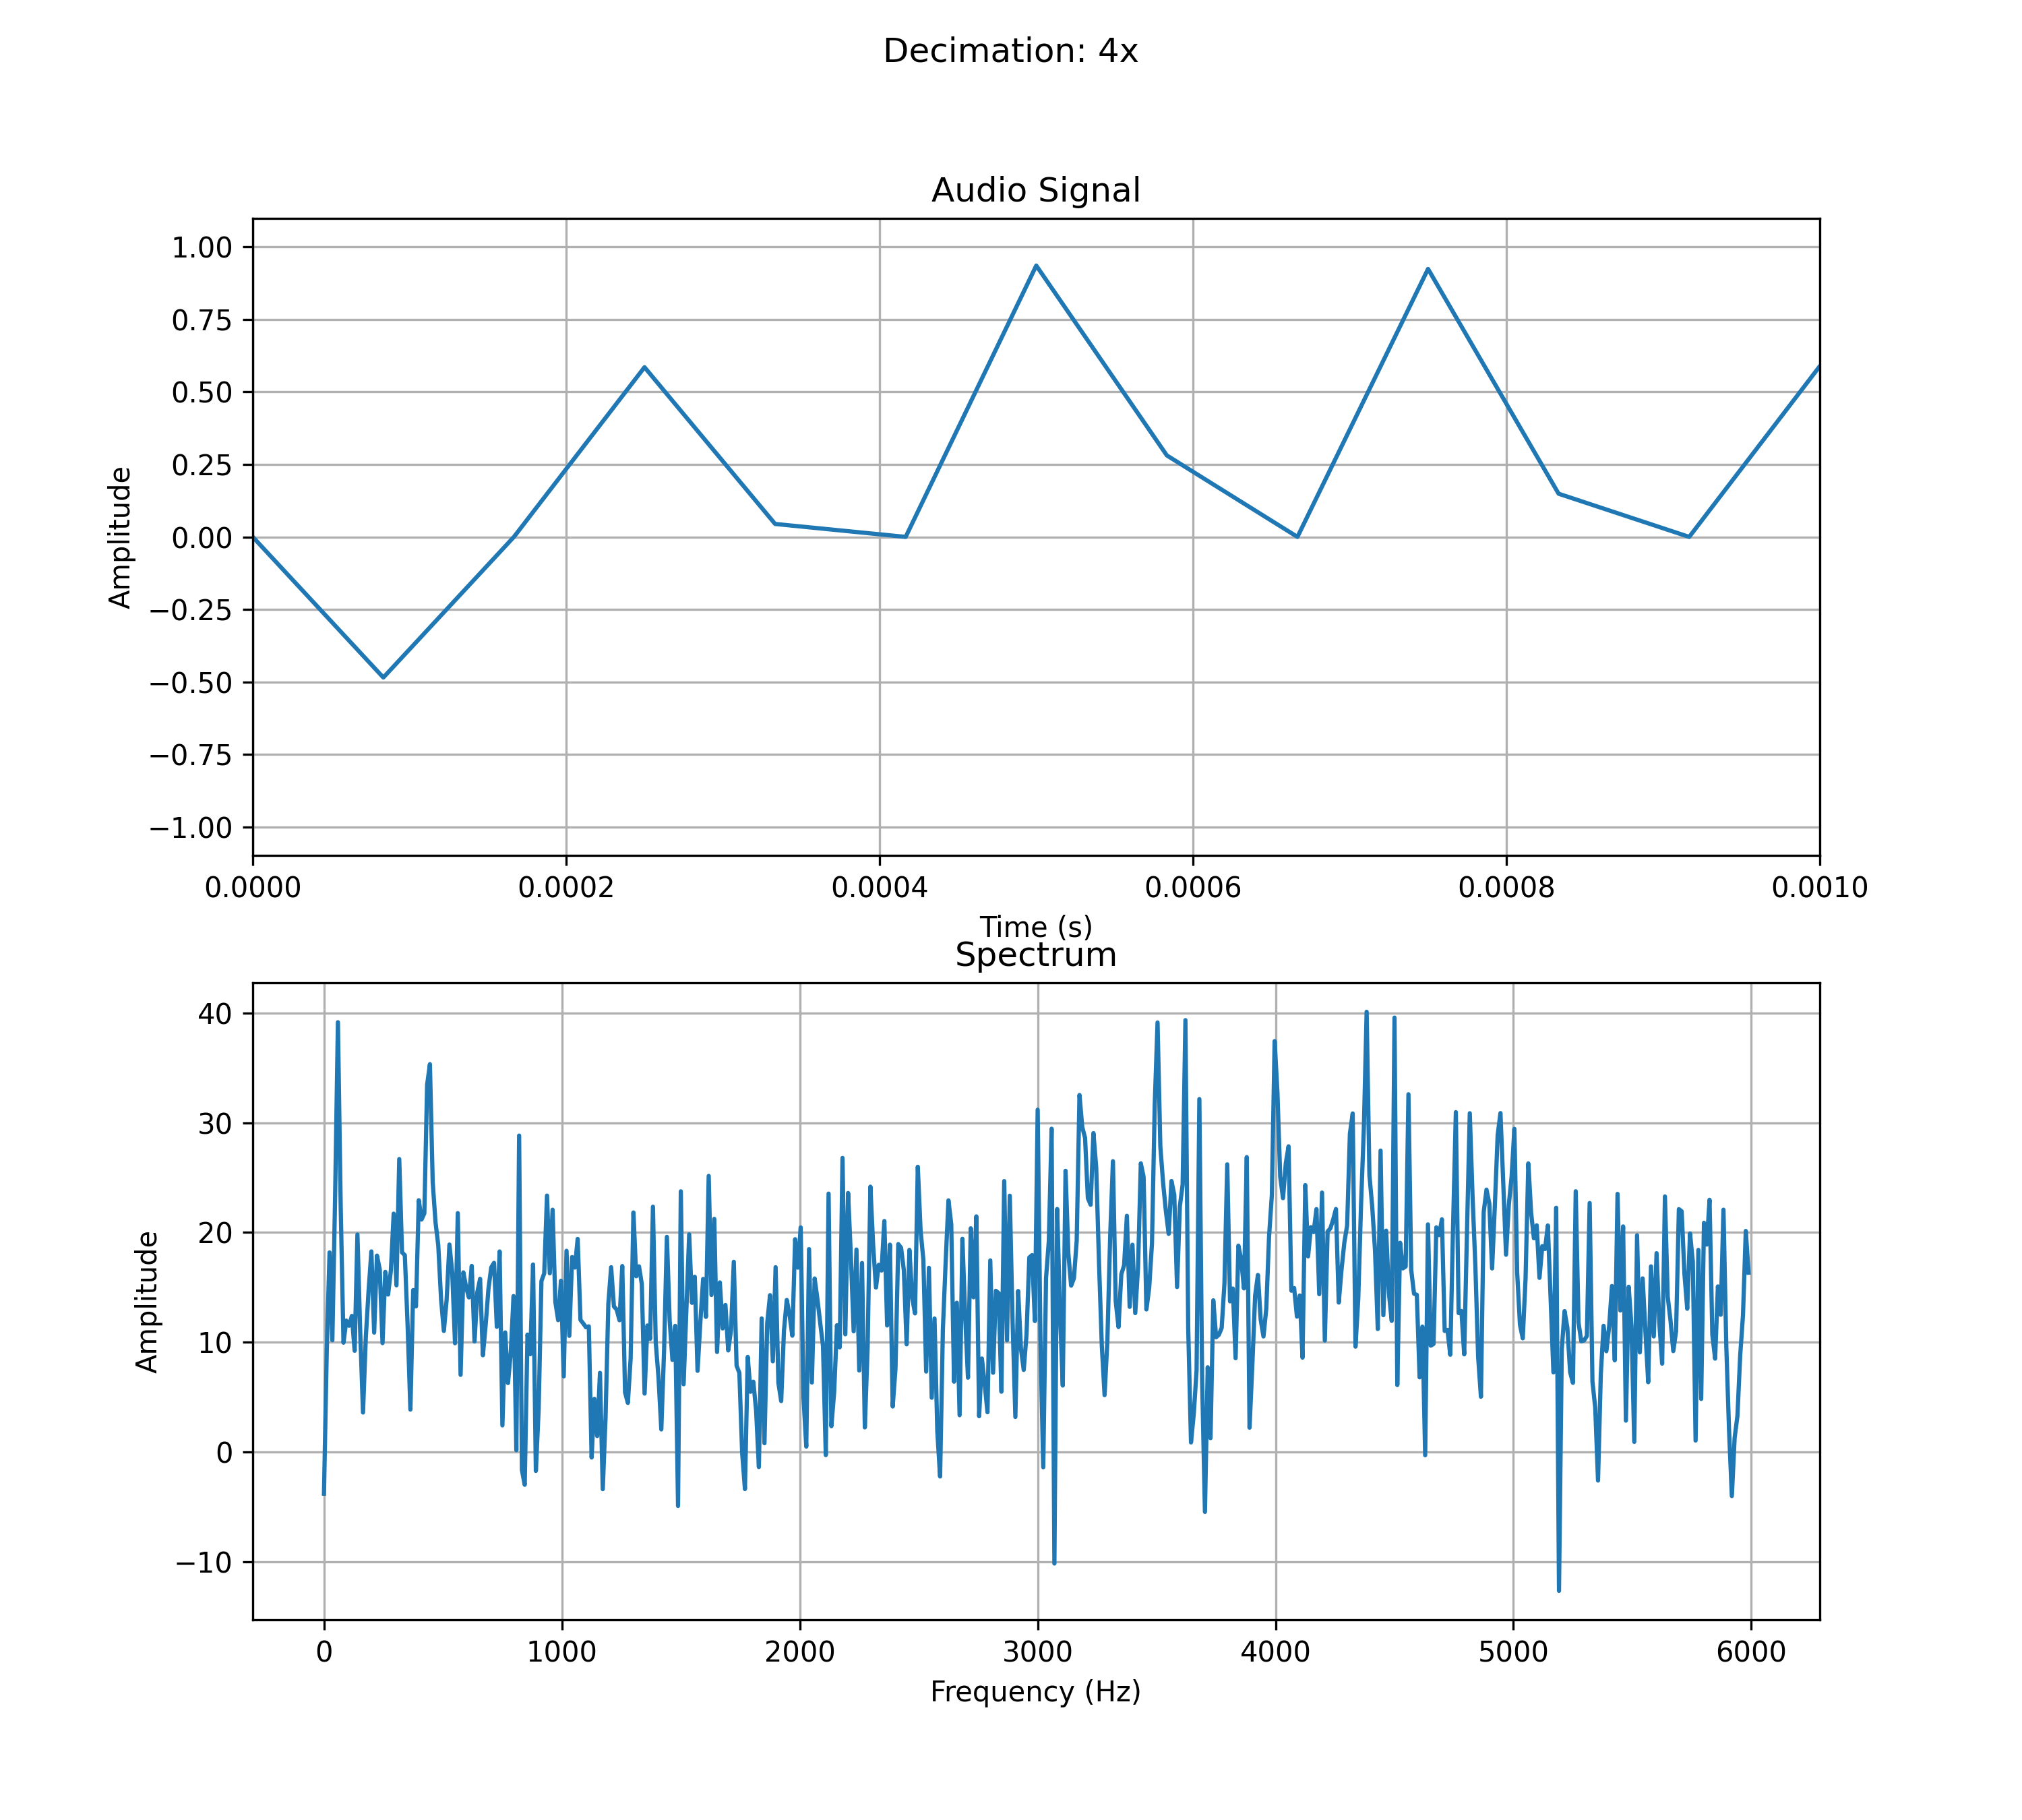 Decimation: 4x
Audio Signal
Amplitude
1.00
0.75
0.50
0.25
0.00
−0.25
−0.50
−0.75
−1.00
0.0000 0.0002 0.0004 0.0006 0.0008 0.0010
Time (s)
Spectrum
Amplitude
40
30
20
10
0
−10
0 1000 2000 3000 4000 5000 6000
Frequency (Hz)